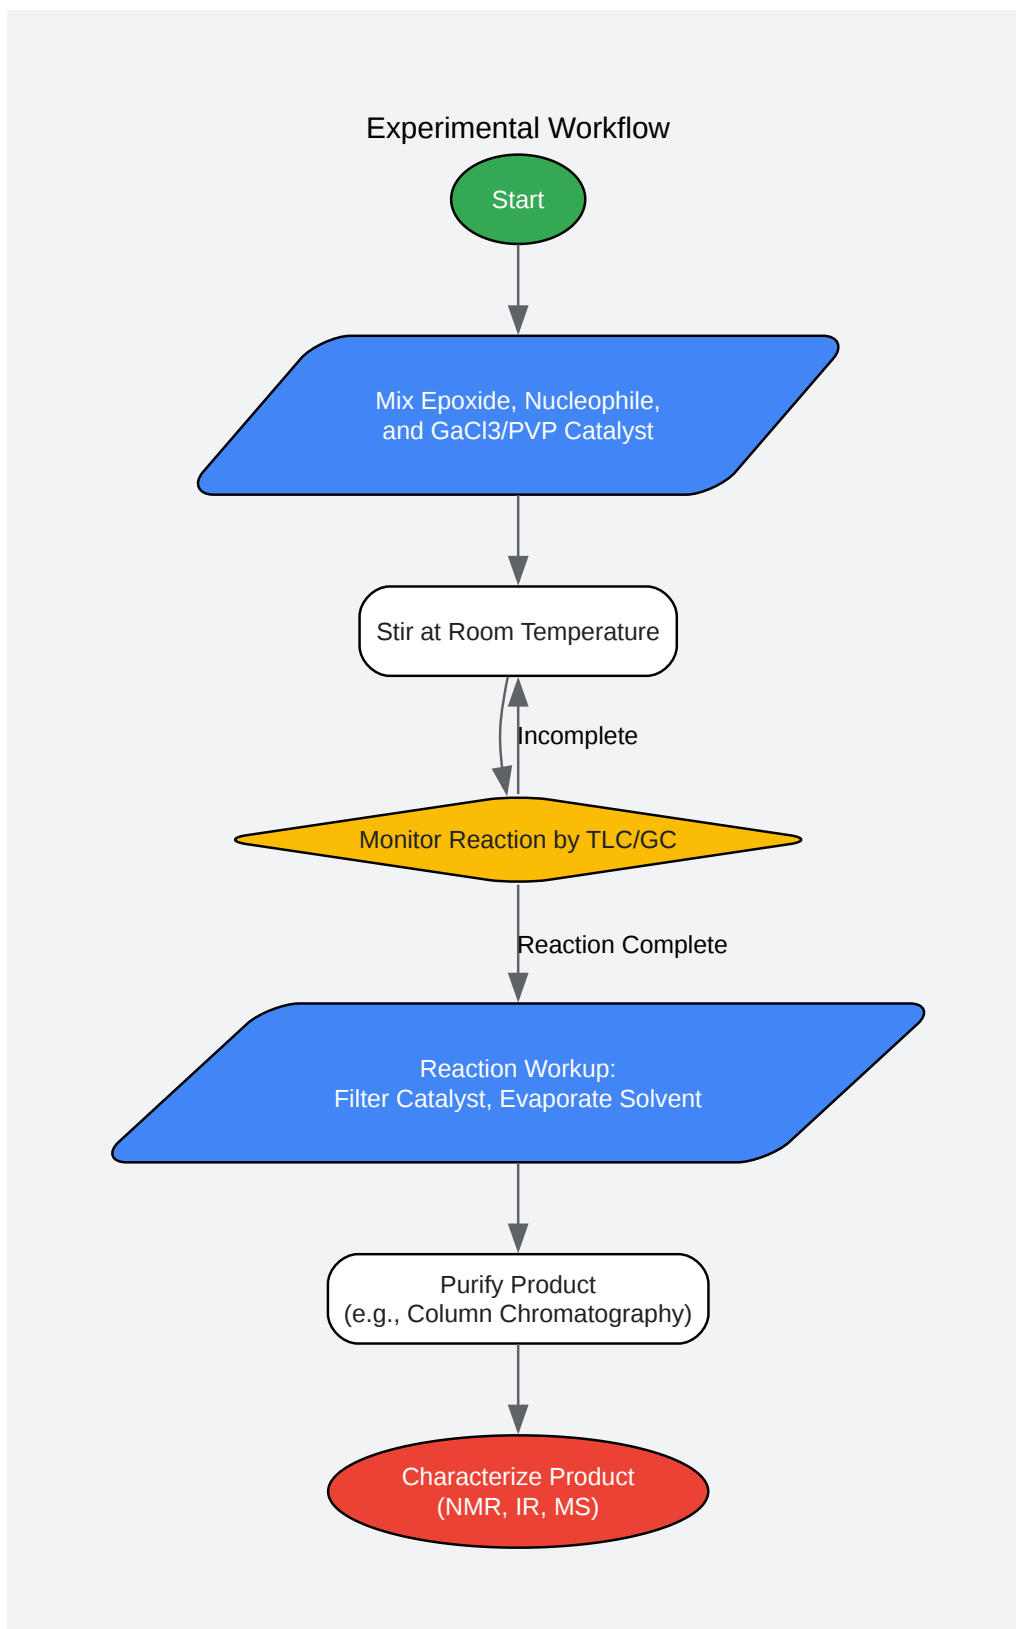 Experimental Workflow
Start
Mix Epoxide, Nucleophile,
and GaCl3/PVP Catalyst
Stir at Room Temperature
Incomplete
Monitor Reaction by TLC/GC
Reaction Complete
Reaction Workup:
Filter Catalyst, Evaporate Solvent
Purify Product
(e.g., Column Chromatography)
Characterize Product
(NMR, IR, MS)